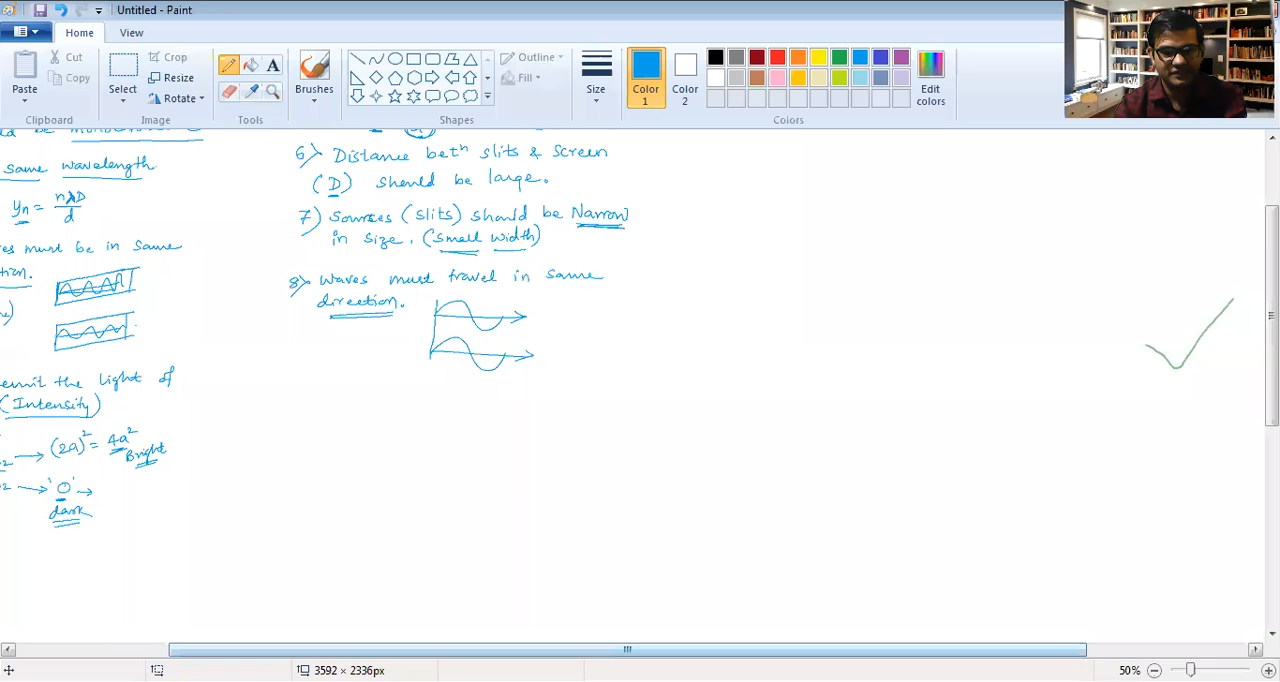 Untitled - Paint
Home
View
Paste
Cut
Copy
Clipboard
Select
Crop
Resize
Rotate
Image
A
Tools
Brushes
Shapes
Outline
Fill
Size
Color 1
Color 2
Edit colors
Colors
same wavelength
yn = nλD/d
must be in same
emit the light of
(Intensity)
→ (2a)² = 4a²
Bright
→ '0' →
dark
6> Distance betⁿ slits & Screen
(D) should be large.
7) Sources (slits) should be Narrow
in size. (small width)
8> waves must travel in same
direction.
3592 × 2336px
50%